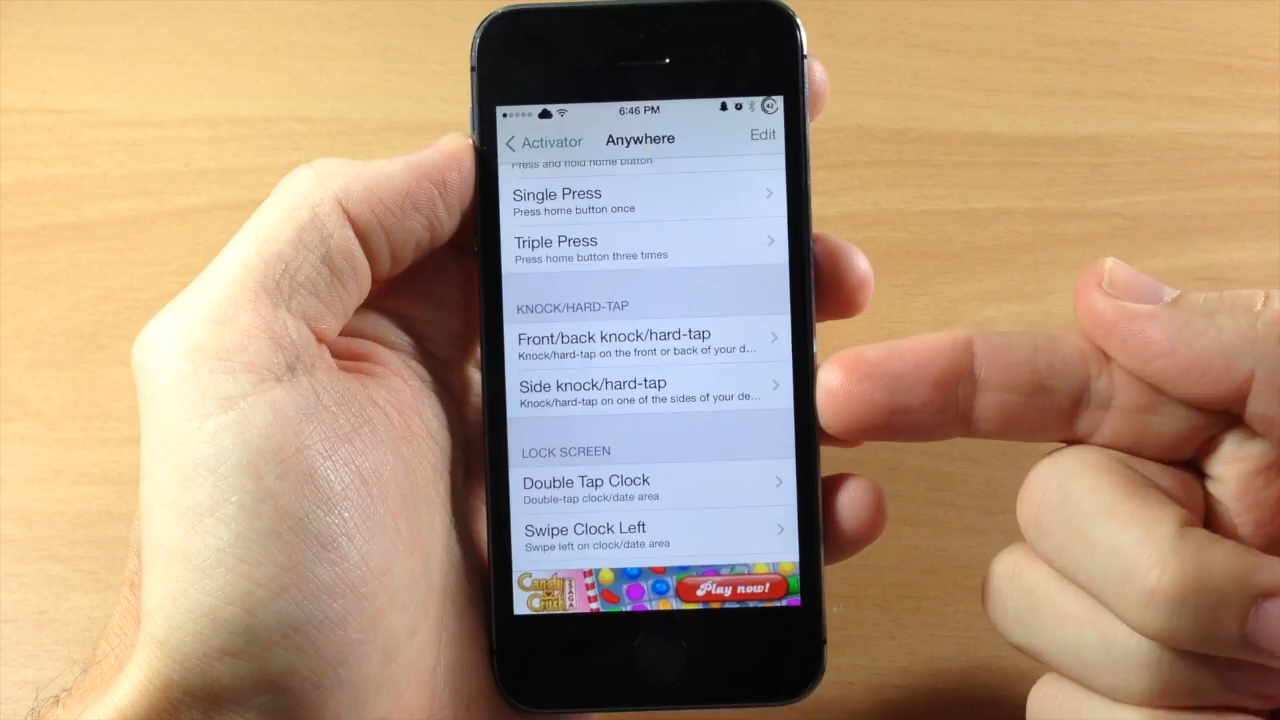 6:46 PM
42
Activator
Anywhere
Edit
Press and hold home button
Single Press
Press home button once
Triple Press
Press home button three times
KNOCK/HARD-TAP
Front/back knock/hard-tap
Knock/hard-tap on the front or back of your d...
Side knock/hard-tap
Knock/hard-tap on one of the sides of your de...
LOCK SCREEN
Double Tap Clock
Double-tap clock/date area
Swipe Clock Left
Swipe left on clock/date area
Candy
Crush
SAGA
Play now!